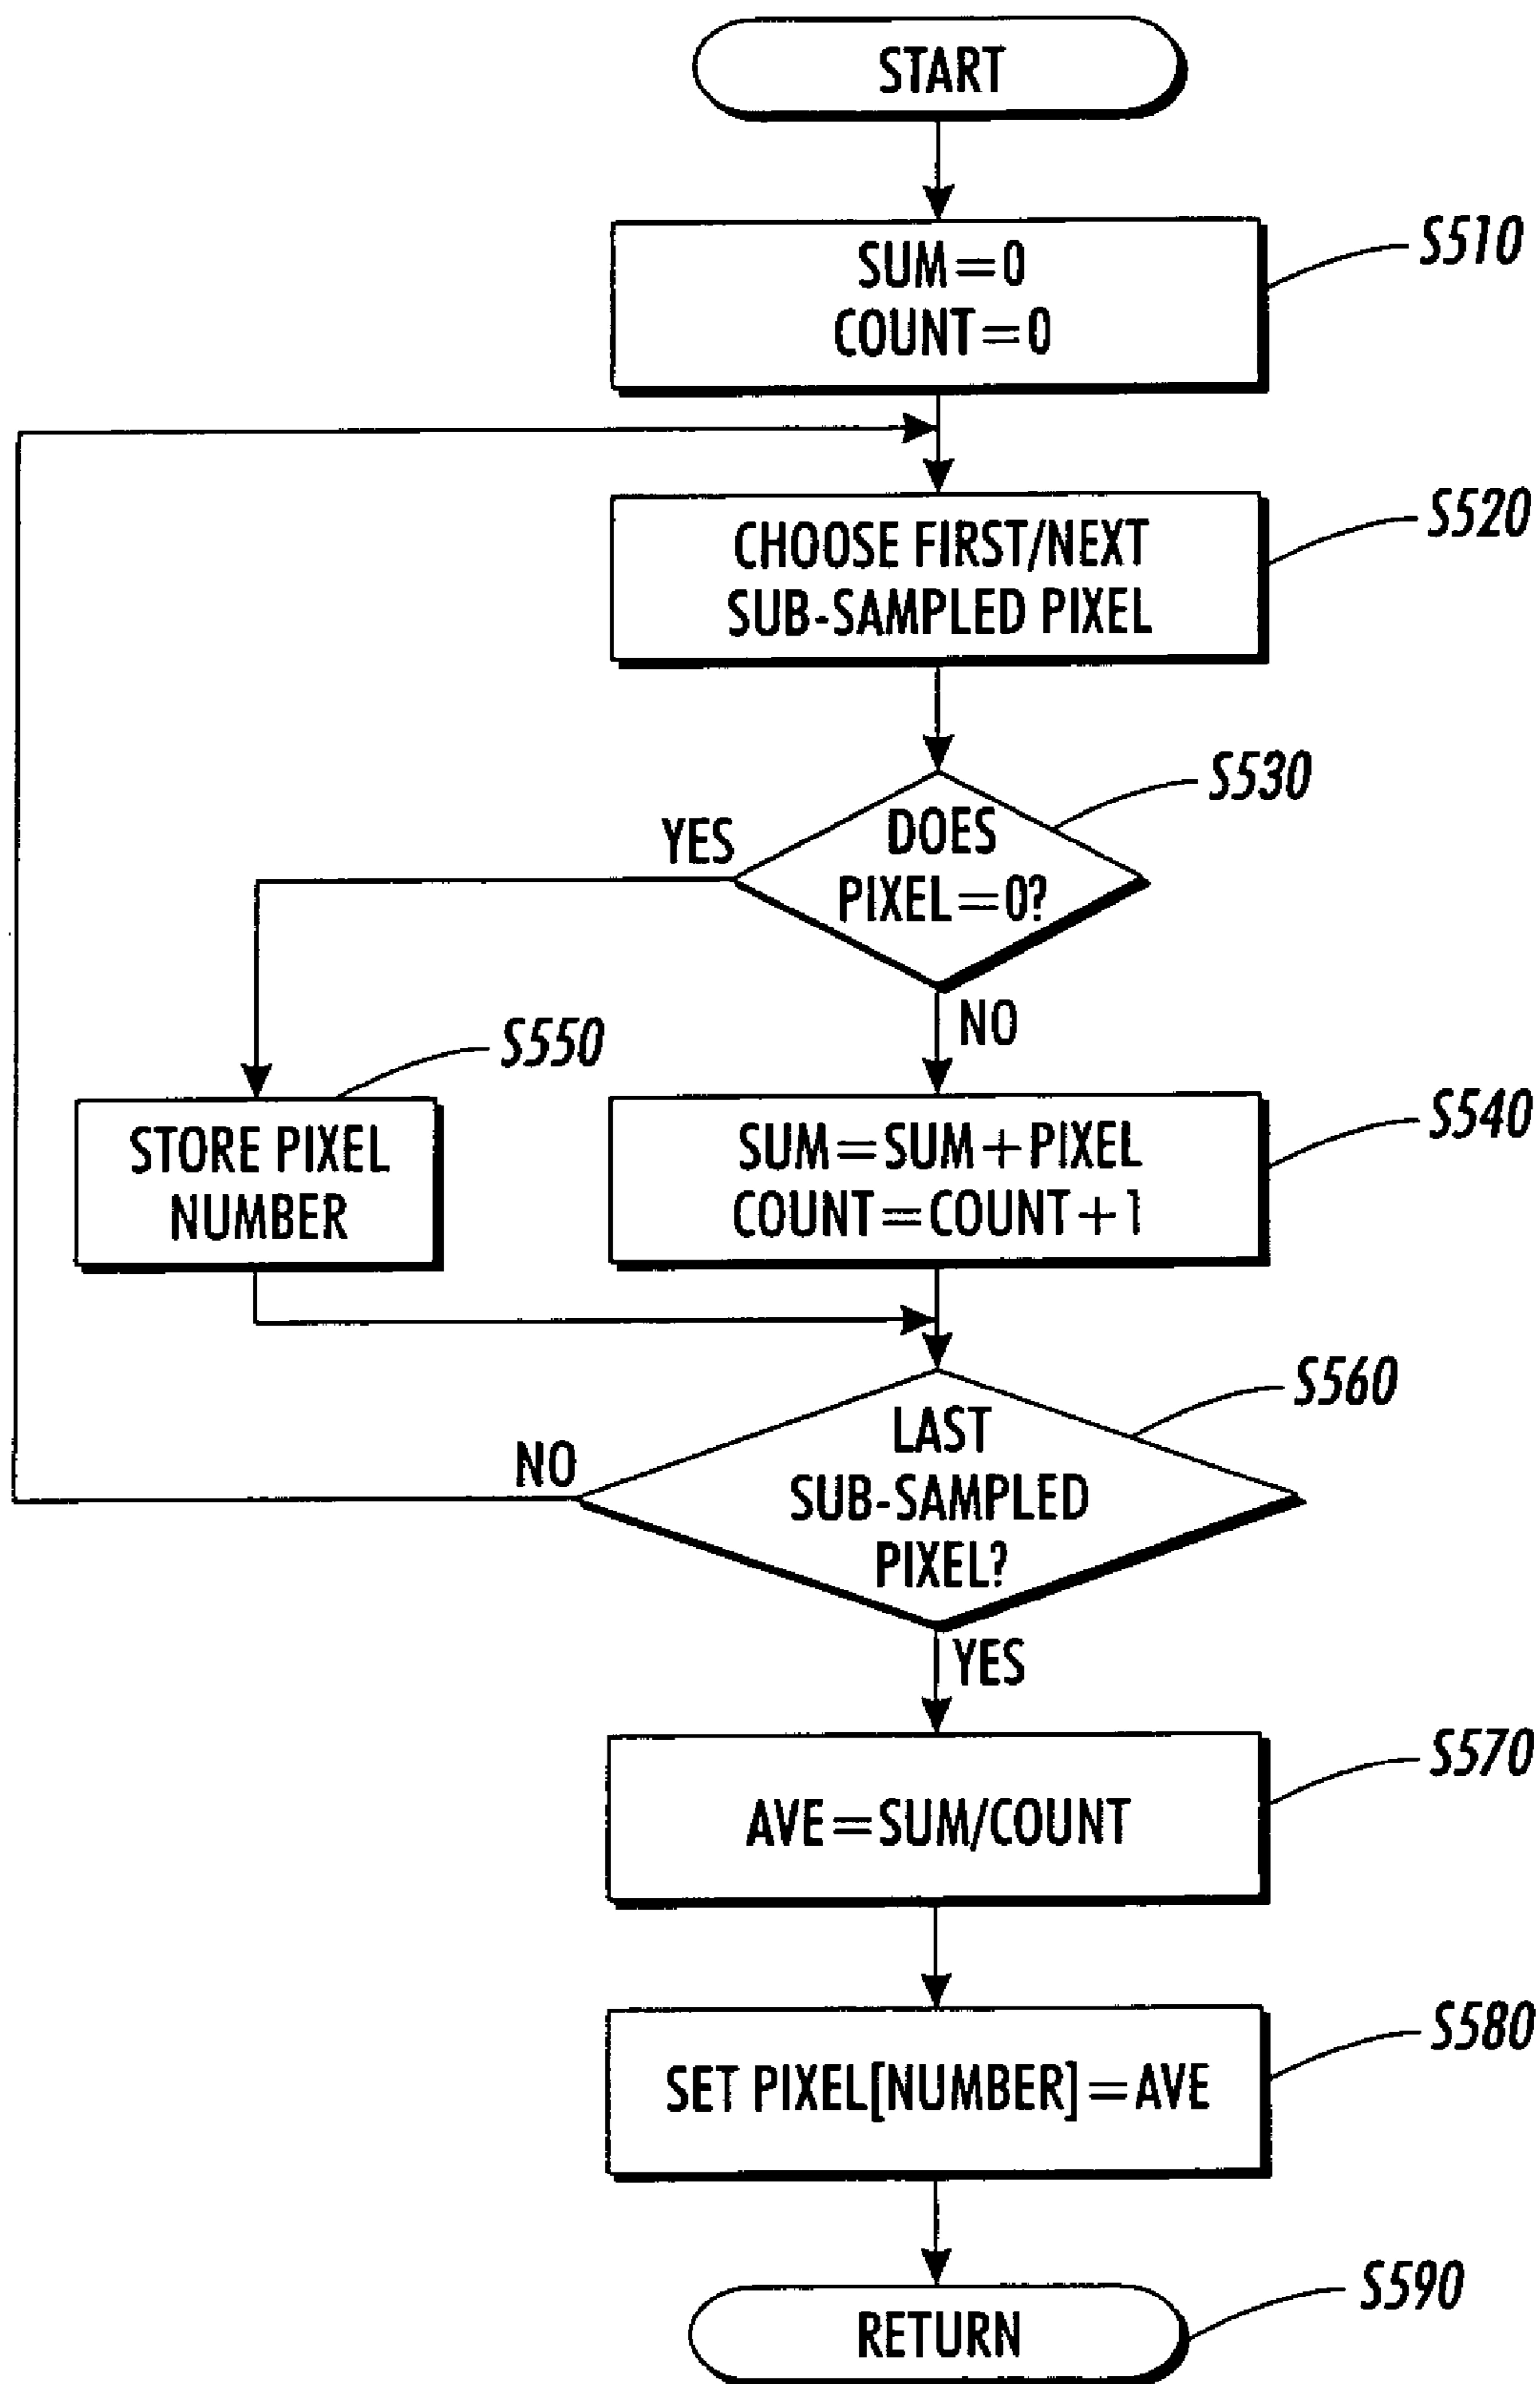 START
S510
SUM=0
COUNT=0
S520
CHOOSE FIRST/NEXT
SUB-SAMPLED PIXEL
S530
DOES
PIXEL=0?
YES
NO
S550
STORE PIXEL
NUMBER
S540
SUM=SUM+PIXEL
COUNT=COUNT+1
S560
LAST
SUB-SAMPLED
PIXEL?
NO
YES
S570
AVE=SUM/COUNT
S580
SET PIXEL[NUMBER]=AVE
S590
RETURN